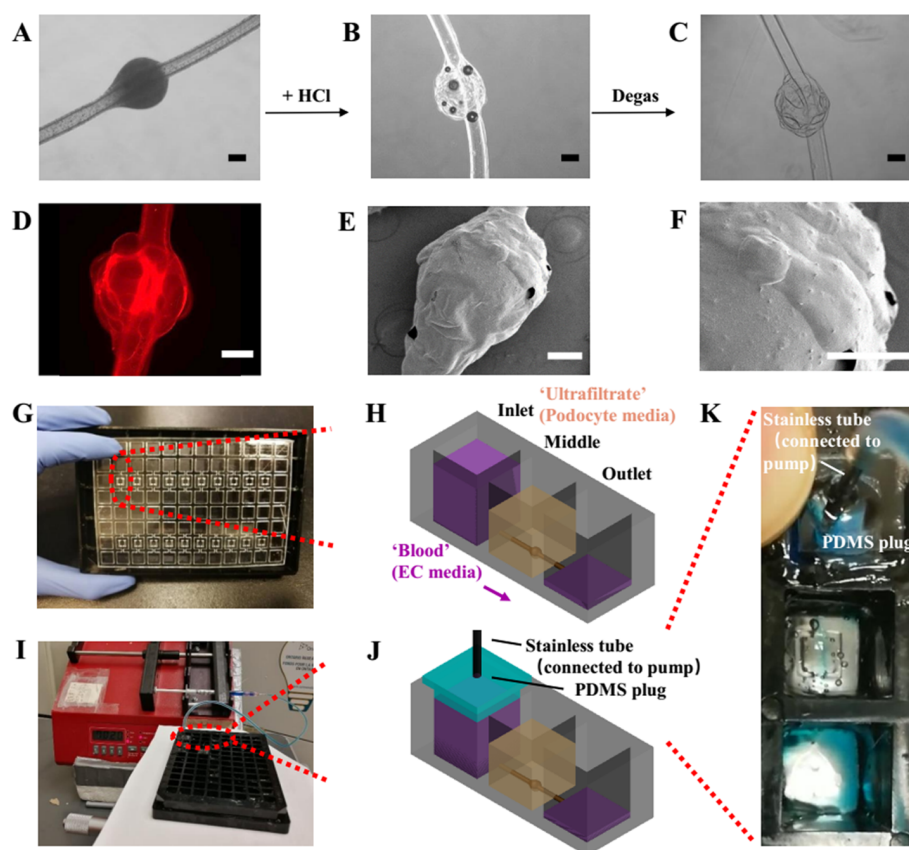 A
B
C
+ HCl
Degas
D
E
F
G
H
Inlet
'Ultrafiltrate'
(Podocyte media)
Middle
Outlet
'Blood'
(EC media)
K
Stainless tube
(connected to
pump)
PDMS plug
I
J
Stainless tube
(connected to pump)
PDMS plug